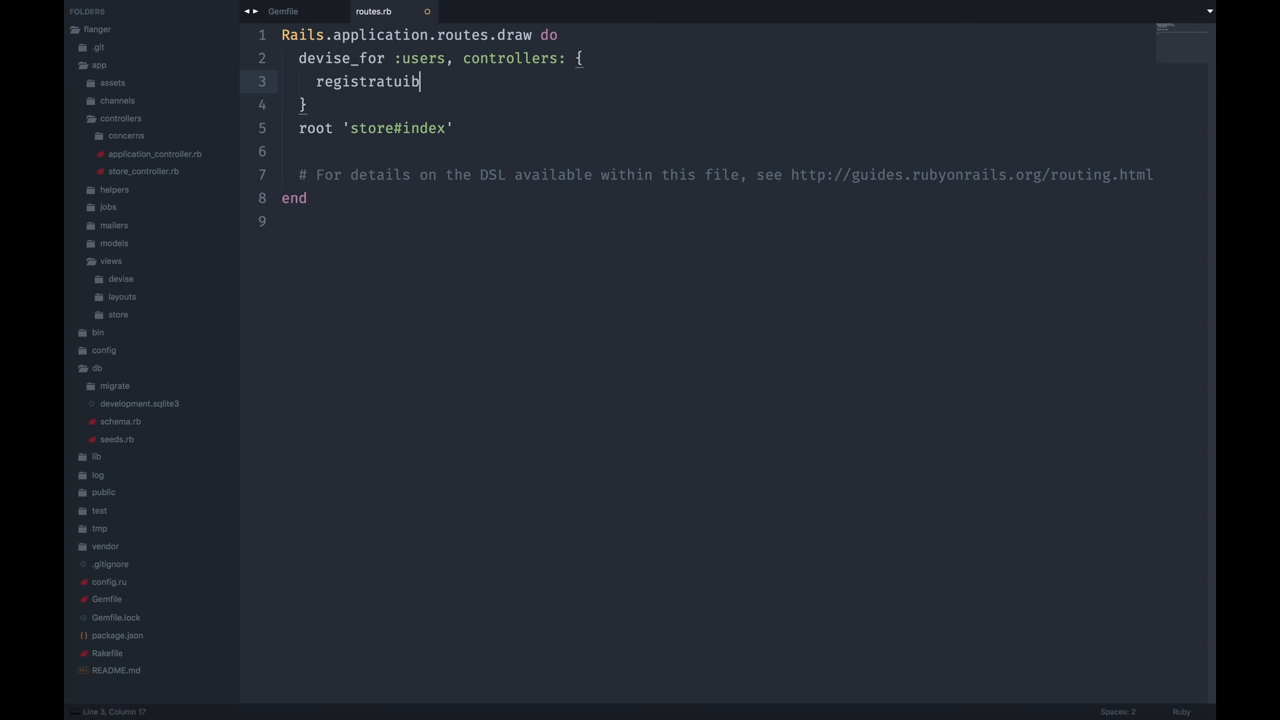 FOLDERS
flanger
.git
app
assets
channels
controllers
concerns
application_controller.rb
store_controller.rb
helpers
jobs
mailers
models
views
devise
layouts
store
bin
config
db
migrate
development.sqlite3
schema.rb
seeds.rb
lib
log
public
test
tmp
vendor
.gitignore
config.ru
Gemfile
Gemfile.lock
package.json
Rakefile
README.md
Gemfile routes.rb
1 Rails.application.routes.draw do
2 devise_for :users, controllers: {
3 registratuib
4 }
5 root 'store#index'
6
7 # For details on the DSL available within this file, see http://guides.rubyonrails.org/routing.html
8 end
9
Line 3, Column 17 Spaces: 2 Ruby